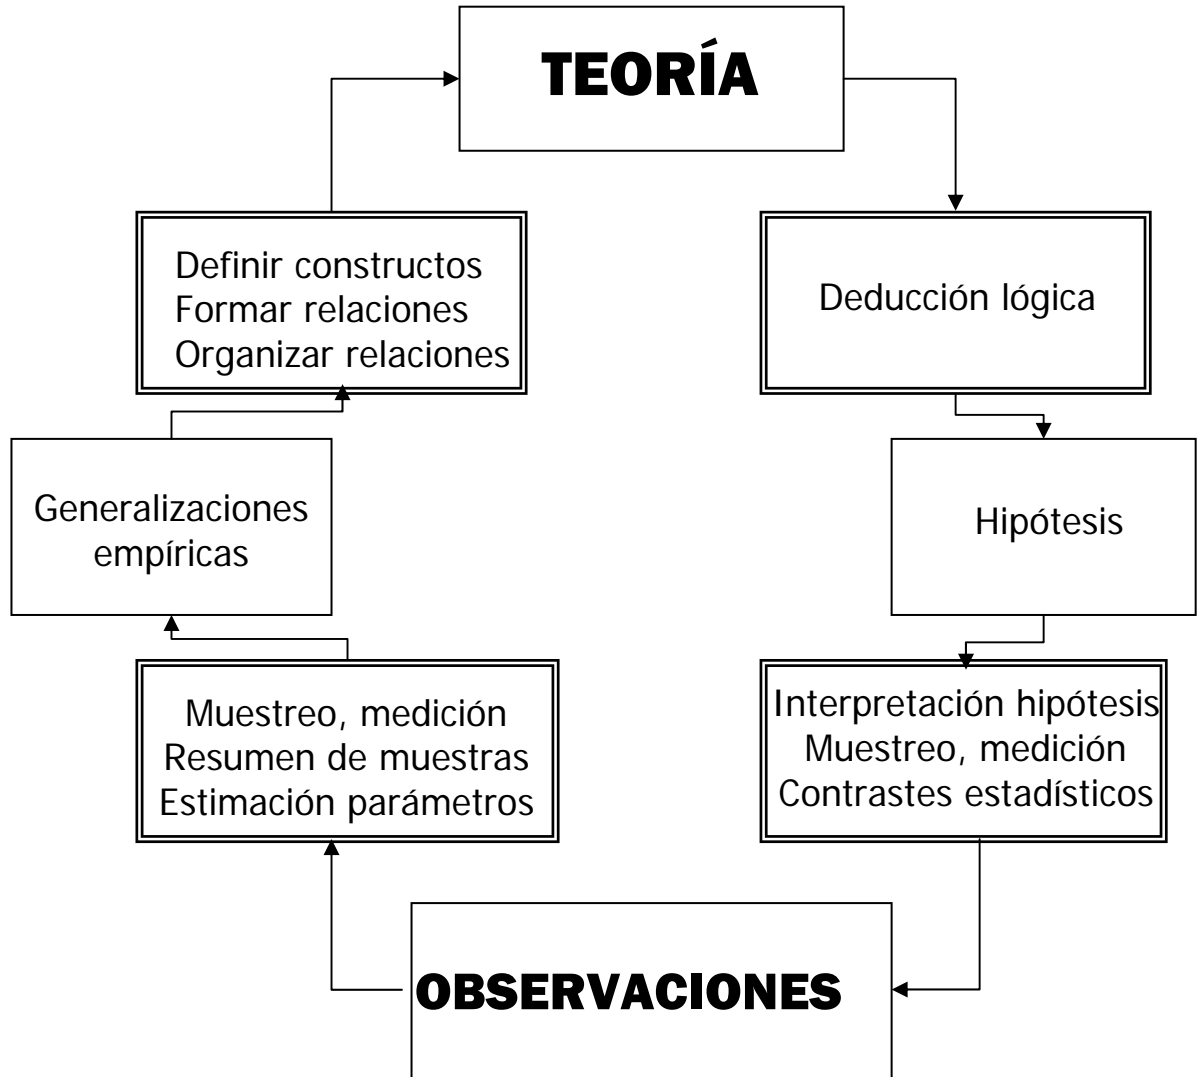 TEORÍA
Definir constructos
Formar relaciones
Organizar relaciones
Deducción lógica
Generalizaciones
empíricas
Hipótesis
Muestreo, medición
Resumen de muestras
Estimación parámetros
Interpretación hipótesis
Muestreo, medición
Contrastes estadísticos
OBSERVACIONES